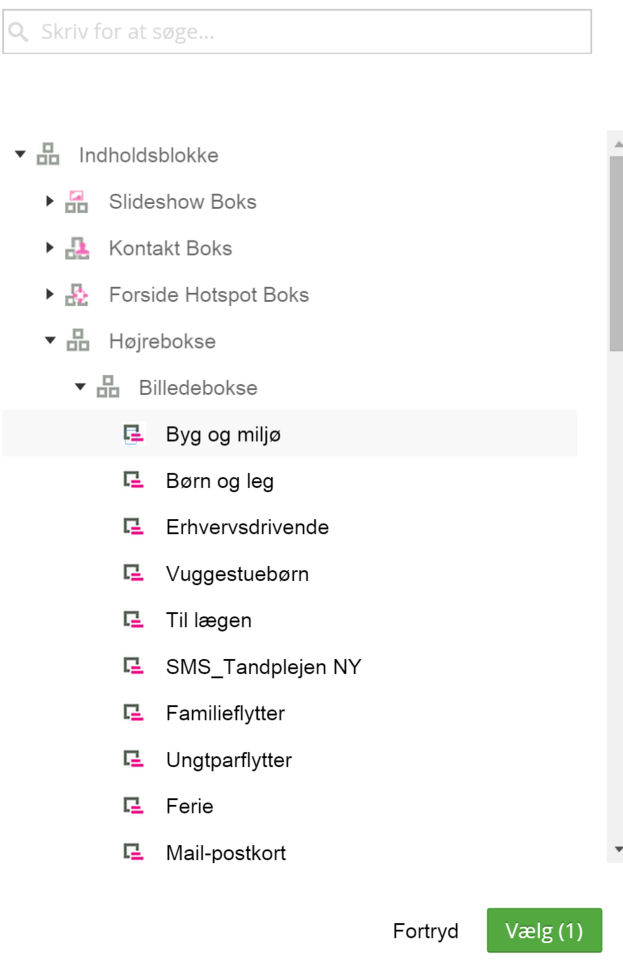 Skriv for at søge...
Indholdsblokke
Slideshow Boks
Kontakt Boks
Forside Hotspot Boks
Højrebokse
Billedebokse
Byg og miljø
Børn og leg
Erhvervsdrivende
Vuggestuebørn
Til lægen
SMS_Tandplejen NY
Familieflytter
Ungtparflytter
Ferie
Mail-postkort
Fortryd Vælg (1)